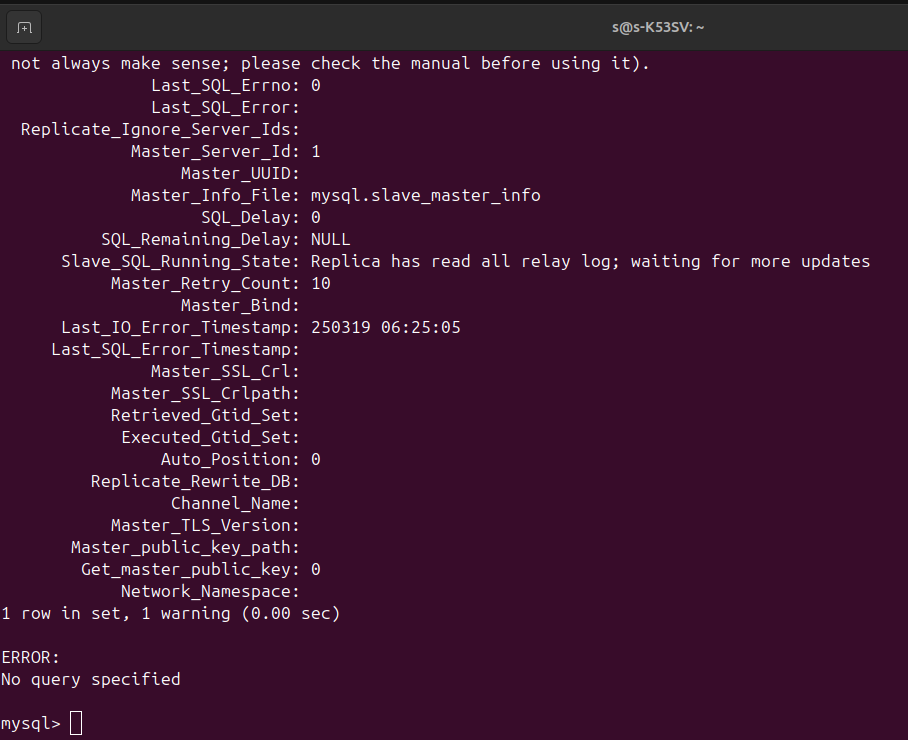 s@s-K53SV: ~
not always make sense; please check the manual before using it).
Last_SQL_Errno: 0
Last_SQL_Error:
Replicate_Ignore_Server_Ids:
Master_Server_Id: 1
Master_UUID:
Master_Info_File: mysql.slave_master_info
SQL_Delay: 0
SQL_Remaining_Delay: NULL
Slave_SQL_Running_State: Replica has read all relay log; waiting for more updates
Master_Retry_Count: 10
Master_Bind:
Last_IO_Error_Timestamp: 250319 06:25:05
Last_SQL_Error_Timestamp:
Master_SSL_Crl:
Master_SSL_Crlpath:
Retrieved_Gtid_Set:
Executed_Gtid_Set:
Auto_Position: 0
Replicate_Rewrite_DB:
Channel_Name:
Master_TLS_Version:
Master_public_key_path:
Get_master_public_key: 0
Network_Namespace:
1 row in set, 1 warning (0.00 sec)
ERROR:
No query specified
mysql>